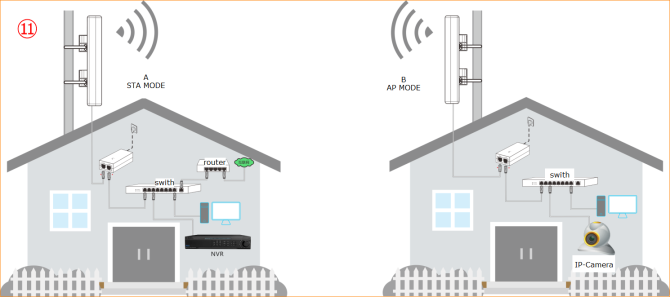 ⑪
A
STA MODE
B
AP MODE
router
swith
swith
NVR
IP-Camera